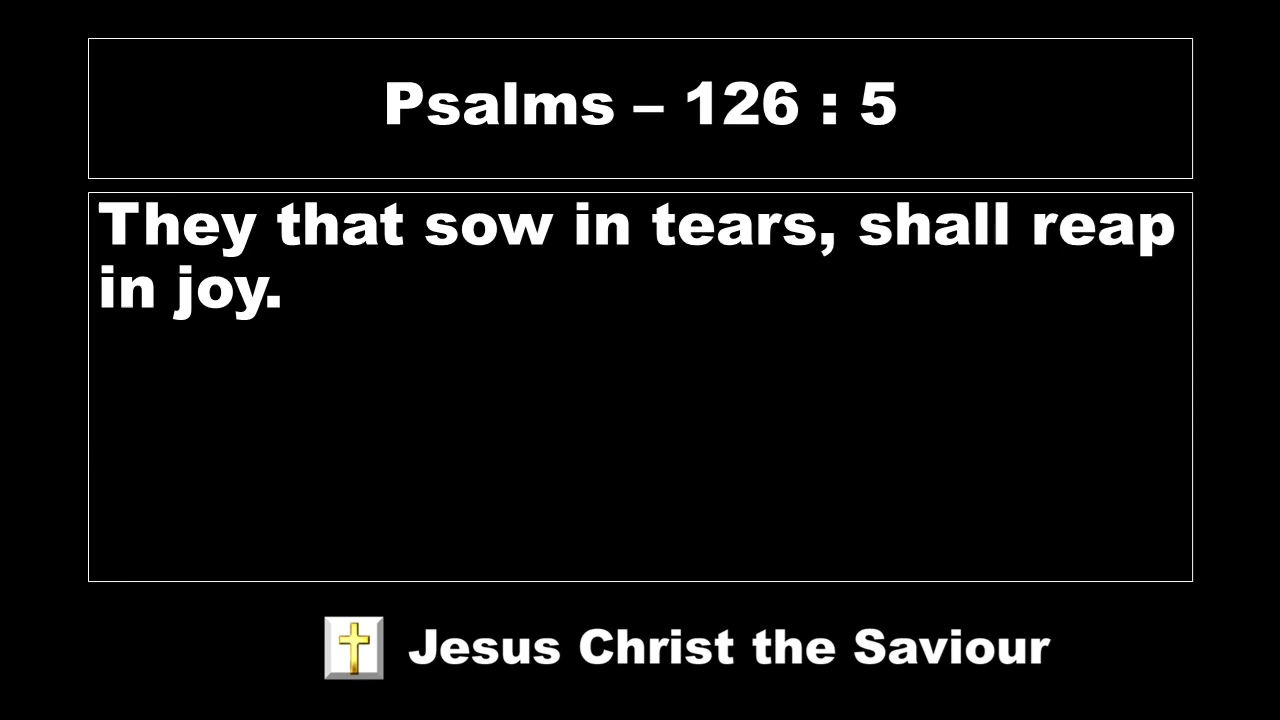 Psalms – 126 : 5
They that sow in tears, shall reap
in joy.
Jesus Christ the Saviour